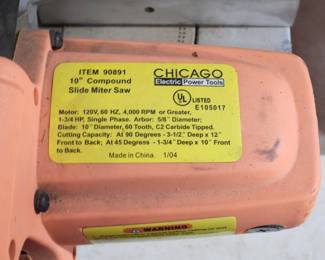 ITEM 90891
10" Compound
Slide Miter Saw
CHICAGO
Electric Power Tools
UL LISTED
E105017
Motor: 120V, 60 HZ, 4,000 RPM or Greater,
1-3/4 HP, Single Phase. Arbor: 5/8" Diameter;
Blade: 10" Diameter, 60 Tooth, C2 Carbide Tipped.
Cutting Capacity: At 90 Degrees - 3-1/2" Deep x 12"
Front to Back; At 45 Degrees - 1-3/4" Deep x 10" Front
to Back.
Made in China. 1/04
WARNING